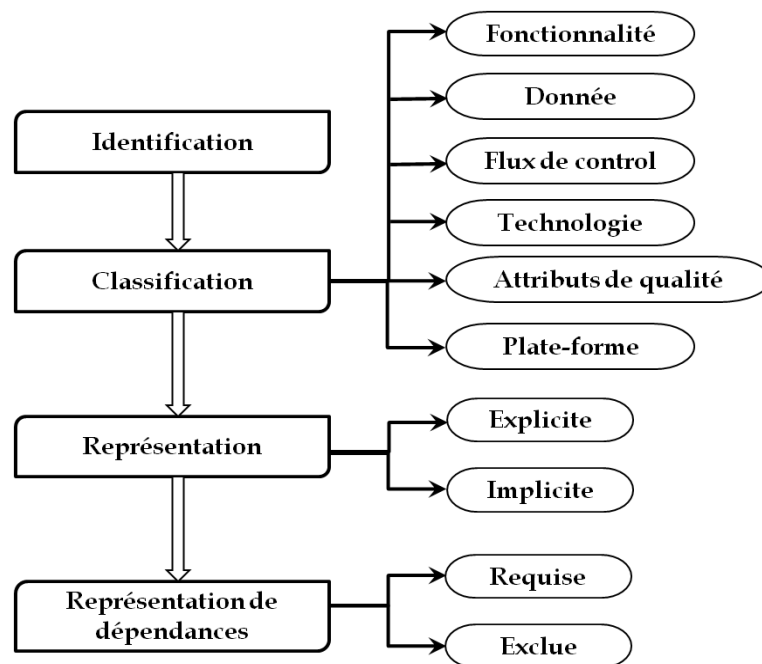 Identification
Classification
Représentation
Représentation de
dépendances
Fonctionnalité
Donnée
Flux de control
Technologie
Attributs de qualité
Plate-forme
Explicite
Implicite
Requise
Exclue